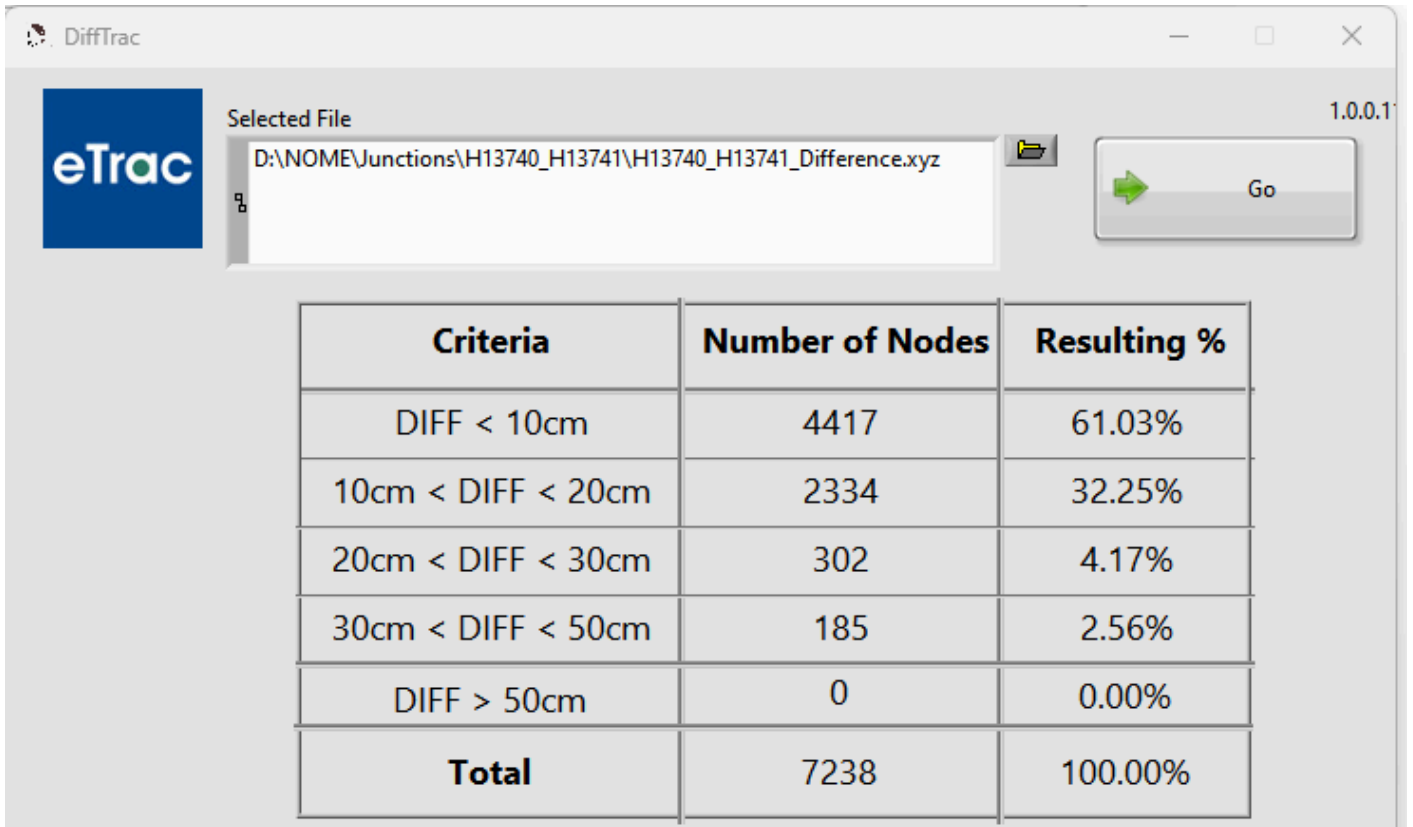 DiffTrac
eTrac
Selected File
1.0.0.1
D:\NOME\Junctions\H13740_H13741\H13740_H13741_Difference.xyz
Go
Criteria Number of Nodes Resulting %
DIFF < 10cm 4417 61.03%
10cm < DIFF < 20cm 2334 32.25%
20cm < DIFF < 30cm 302 4.17%
30cm < DIFF < 50cm 185 2.56%
DIFF > 50cm 0 0.00%
Total 7238 100.00%